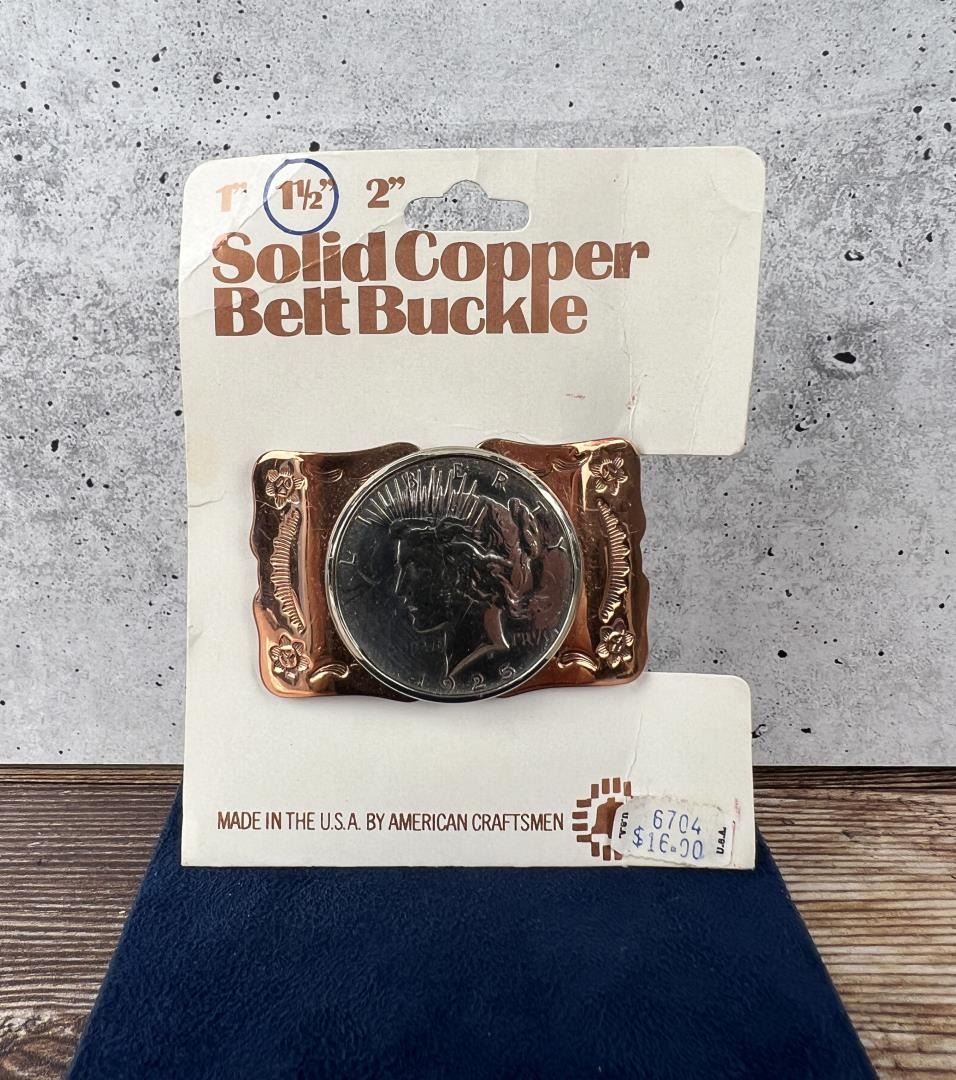 1" 1½" 2"
Solid Copper
Belt Buckle
LIBERTY
TRVST
1925
MADE IN THE U.S.A. BY AMERICAN CRAFTSMEN
U.S.A. 6704 U.S.A.
$16.00